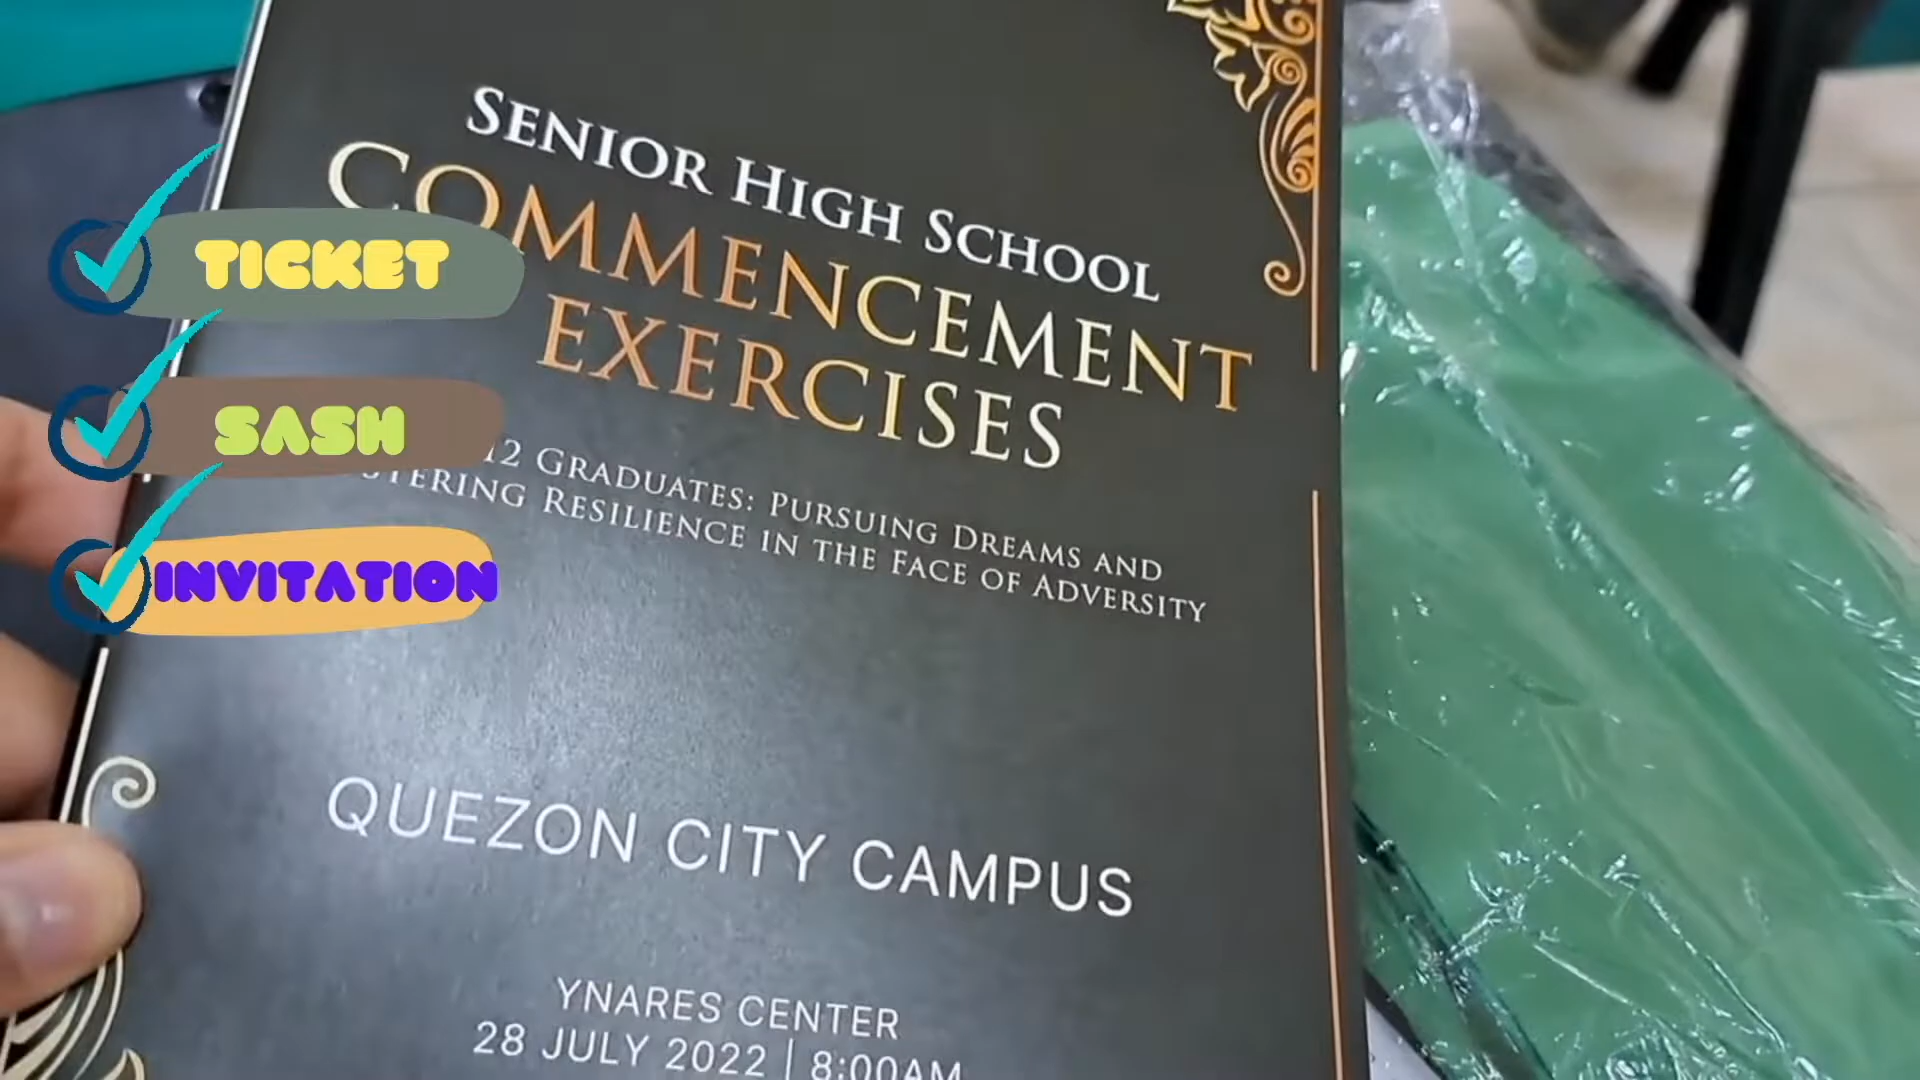 SENIOR HIGH SCHOOL
COMMENCEMENT
EXERCISES
12 GRADUATES: PURSUING DREAMS AND
RESILIENCE IN THE FACE OF ADVERSITY
QUEZON CITY CAMPUS
YNARES CENTER
28 JULY 2022 | 8:00AM
TICKET
SASH
INVITATION